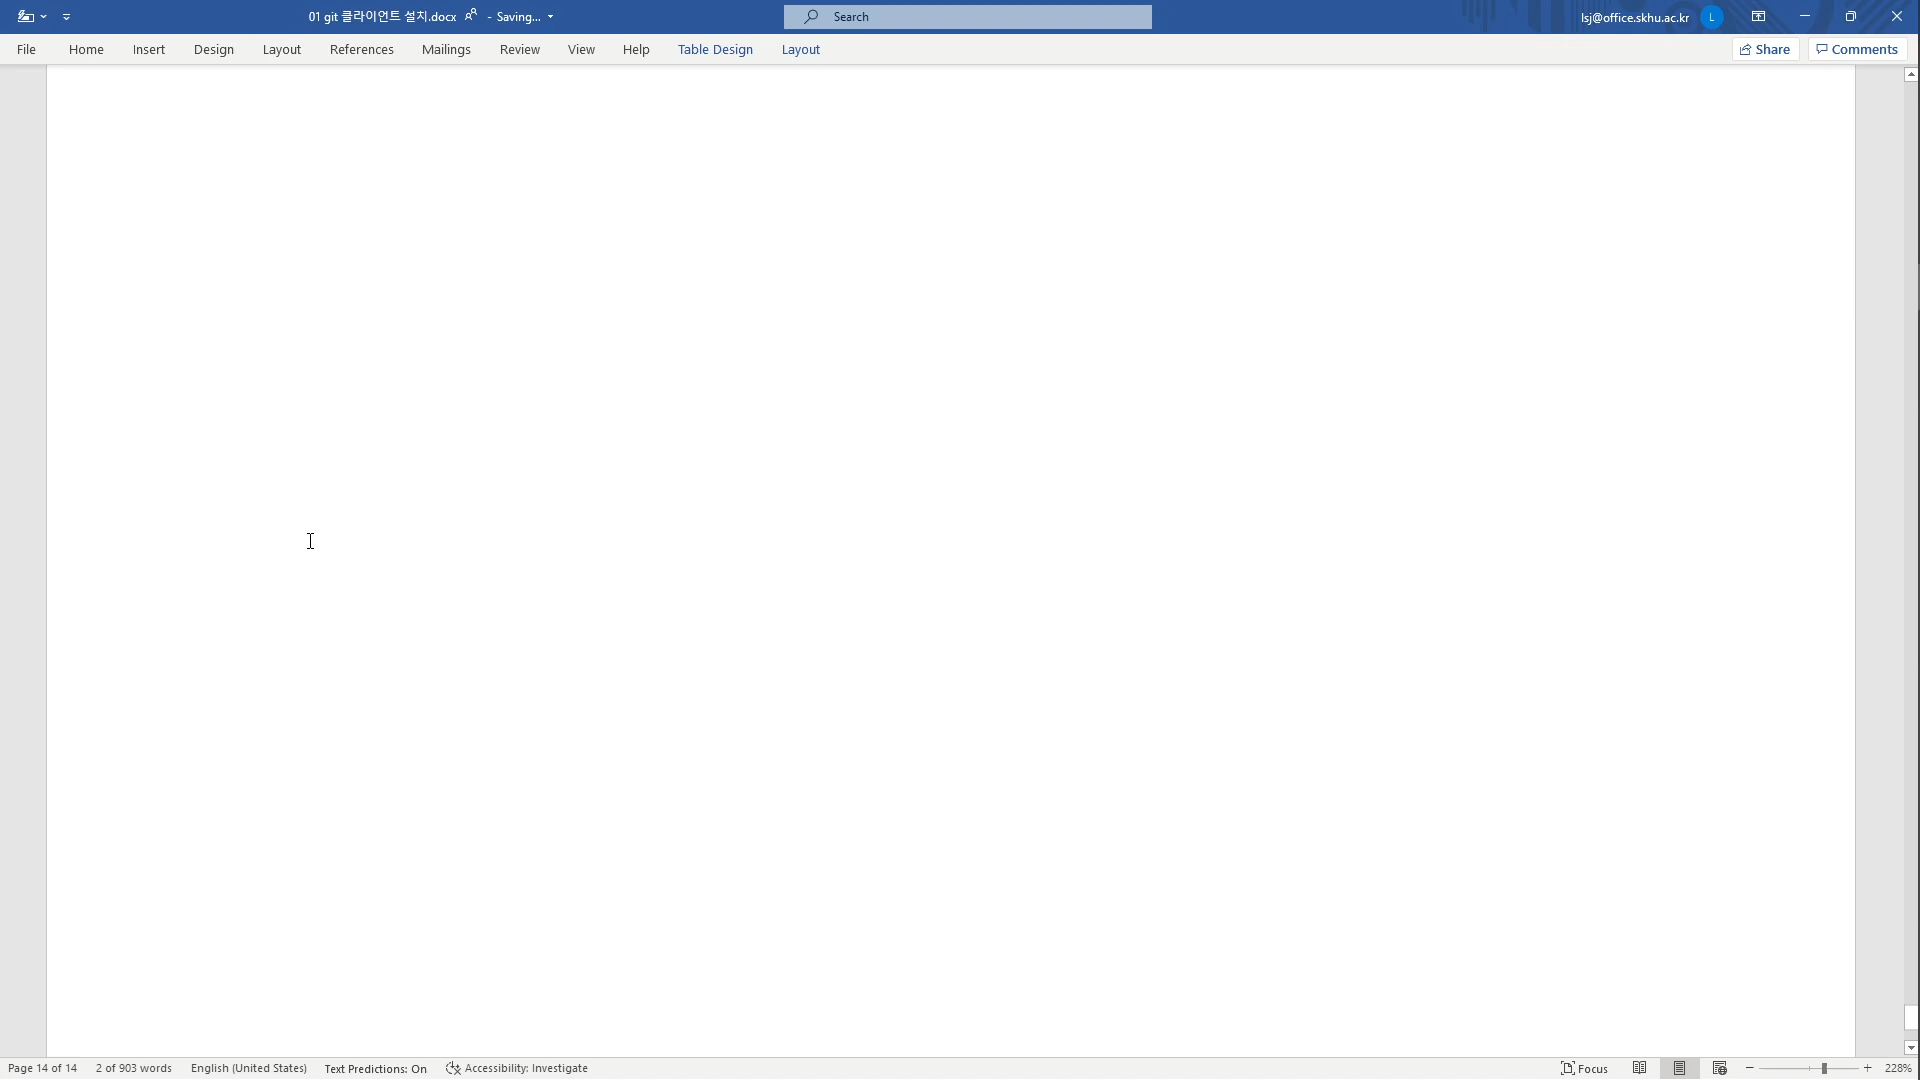 01 git 클라이언트 설치.docx - Saving...
Search
lsj@office.skhu.ac.kr L
File Home Insert Design Layout References Mailings Review View Help Table Design Layout Share Comments
Page 14 of 14 2 of 903 words English (United States) Text Predictions: On Accessibility: Investigate Focus 228%